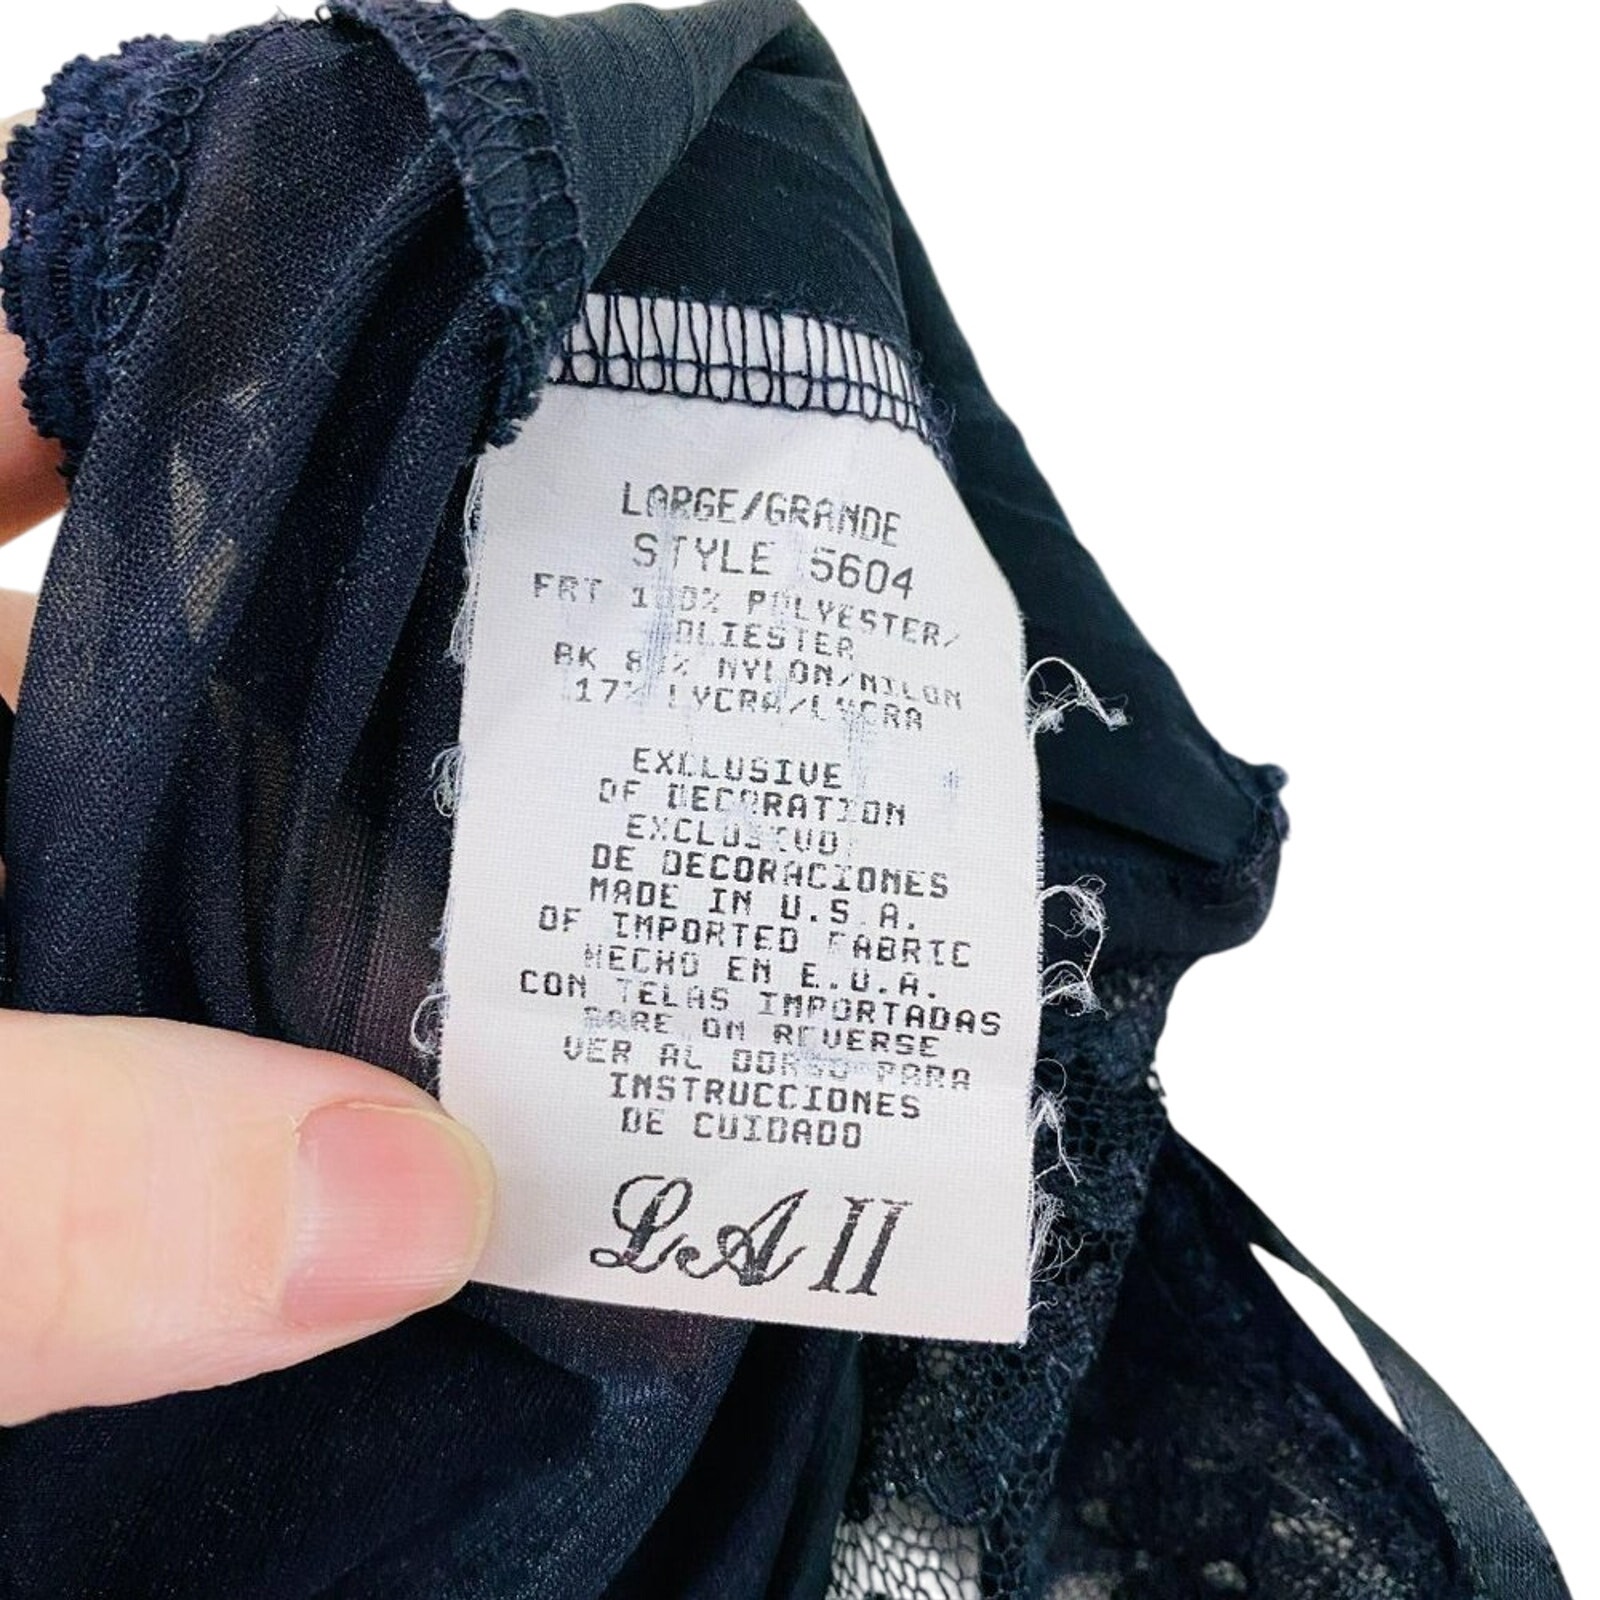 LARGE/GRANDE
STYLE 5604
FRT 100% POLYESTER/
POLIESTER
BK 83% NYLON/NILON
17% LYCRA/LYCRA
EXCLUSIVE
OF DECORATION
EXCLUSIVO
DE DECORACIONES
MADE IN U.S.A.
OF IMPORTED FABRIC
HECHO EN E.U.A.
CON TELAS IMPORTADAS
CARE ON REVERSE
VER AL DORSO PARA
INSTRUCCIONES
DE CUIDADO
LA II